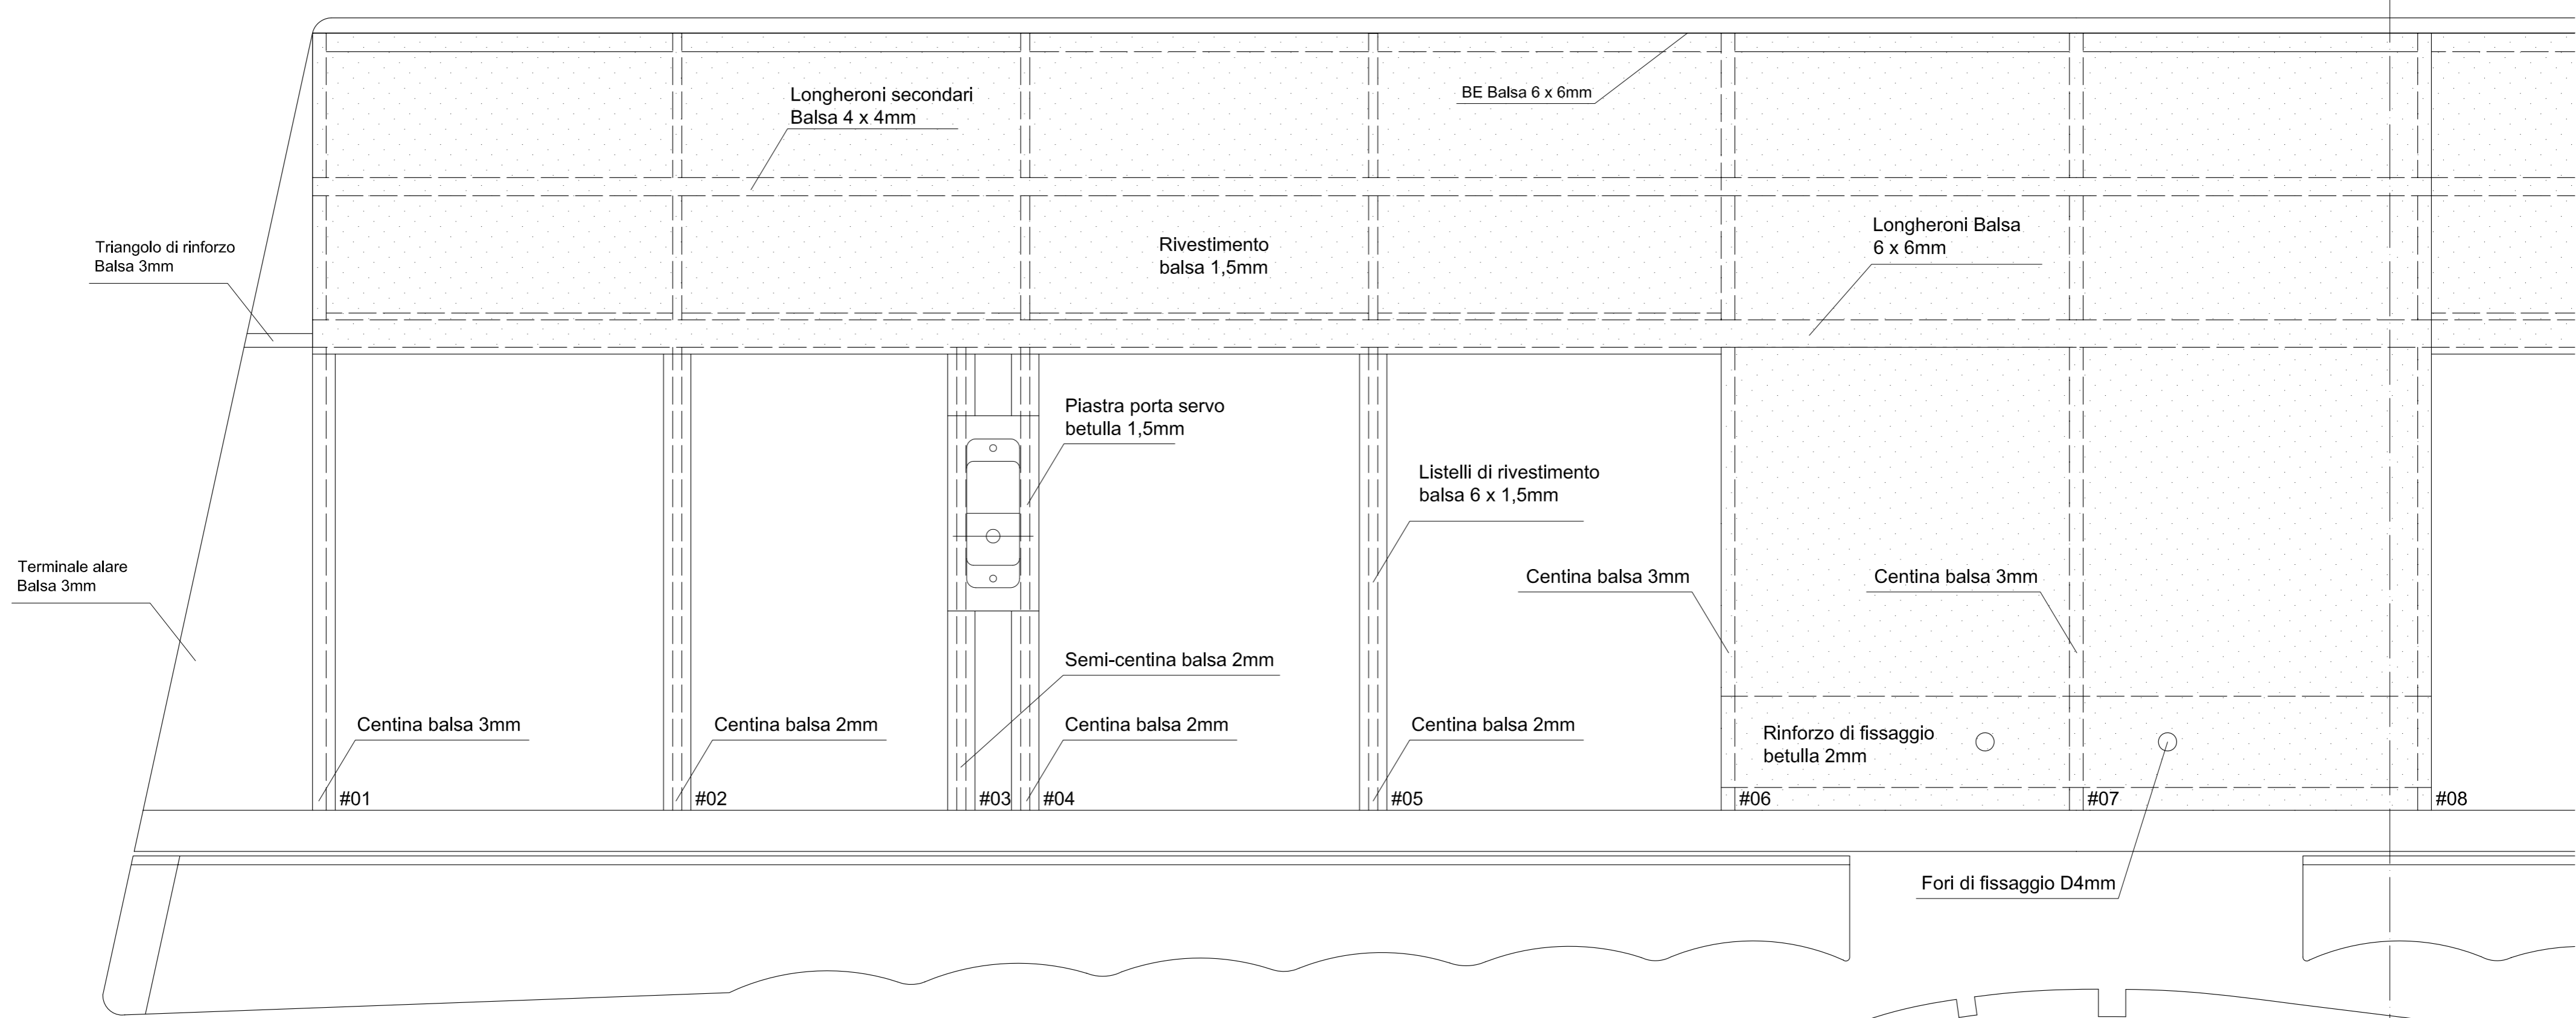 Longheroni secondari
Balsa 4 x 4mm
BE Balsa 6 x 6mm
Triangolo di rinforzo
Balsa 3mm
Rivestimento
balsa 1,5mm
Longheroni Balsa
6 x 6mm
Piastra porta servo
betulla 1,5mm
Listelli di rivestimento
balsa 6 x 1,5mm
Terminale alare
Balsa 3mm
Centina balsa 3mm
Centina balsa 3mm
Semi-centina balsa 2mm
Centina balsa 3mm
Centina balsa 2mm
Centina balsa 2mm
Centina balsa 2mm
Rinforzo di fissaggio
betulla 2mm
#01
#02
#03
#04
#05
#06
#07
#08
Fori di fissaggio D4mm